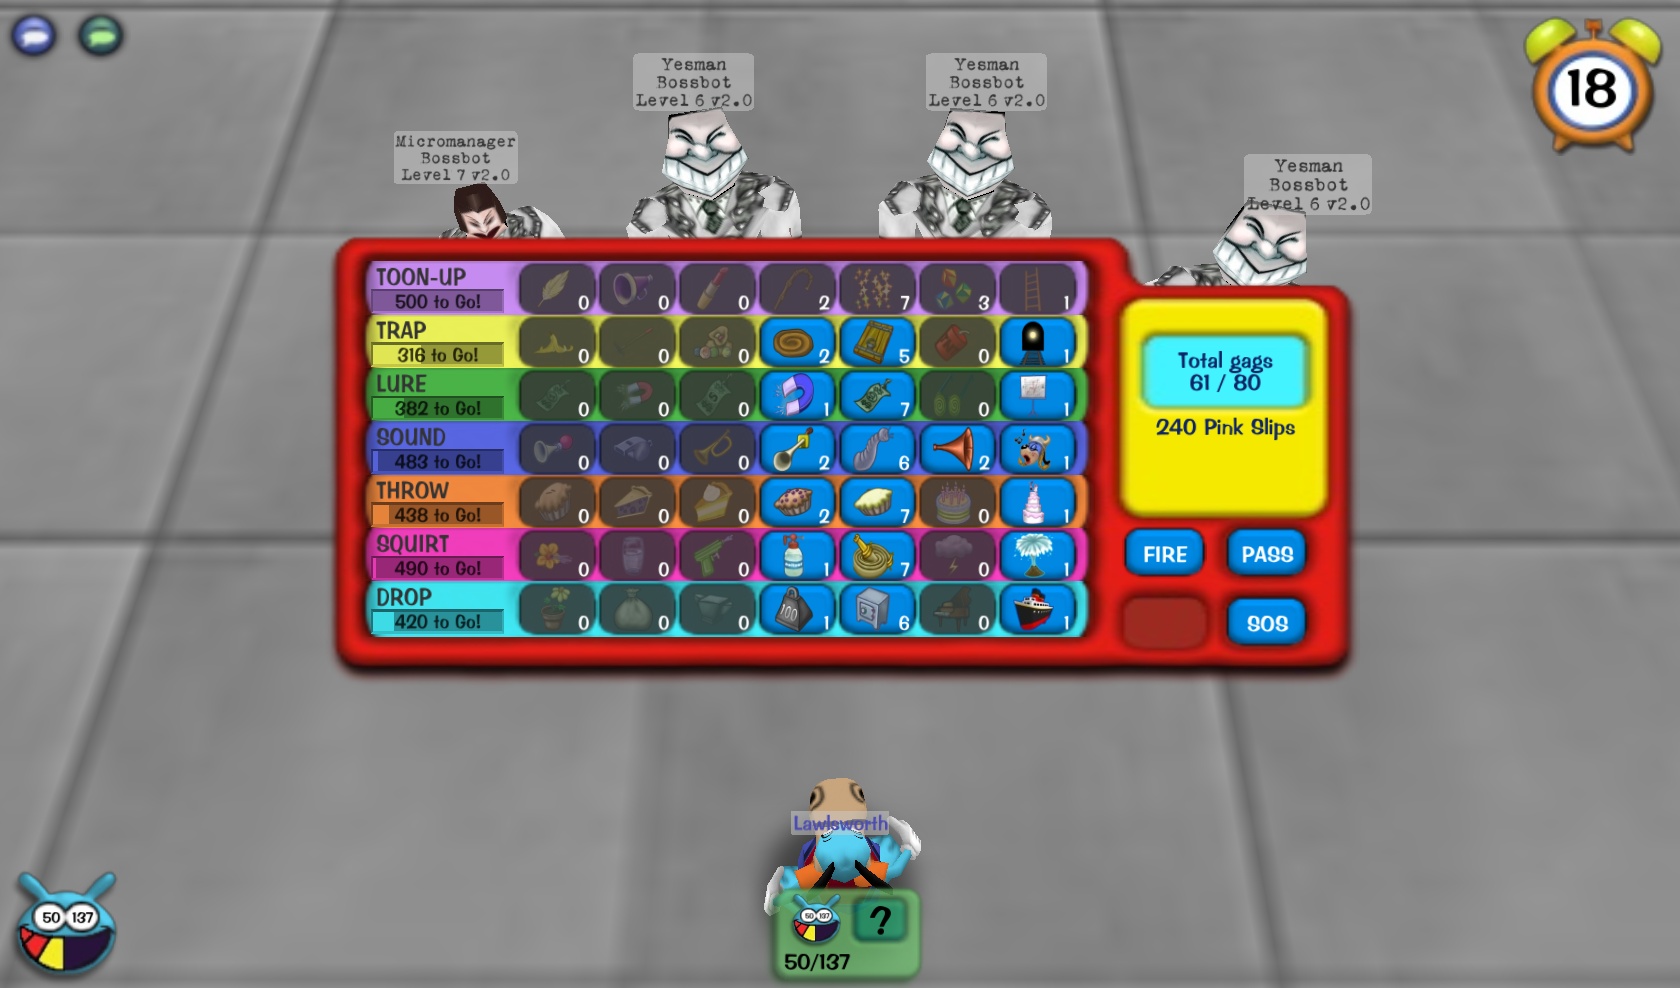 18
Yesman
Bossbot
Level 6 v2.0
Yesman
Bossbot
Level 6 v2.0
Micromanager
Bossbot
Level 7 v2.0
Yesman
Bossbot
Level 6 v2.0
TOON-UP
500 to Go!
0 0 0 2 7 3 1
TRAP
316 to Go!
0 0 0 2 5 0 1
LURE
382 to Go!
0 0 0 1 7 0 1
SOUND
483 to Go!
0 0 0 2 6 2 1
THROW
438 to Go!
0 0 0 2 7 0 1
SQUIRT
490 to Go!
0 0 0 1 7 0 1
DROP
420 to Go!
0 0 0 100 1 6 0 1
Total gags
61 / 80
240 Pink Slips
FIRE PASS
SOS
Lawlsworth
50 137
?
50/137
50 137